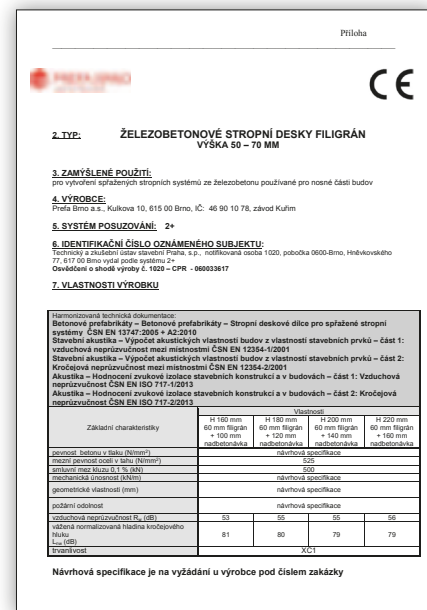 Příloha
CE
2. TYP: ŽELEZOBETONOVÉ STROPNÍ DESKY FILIGRÁN
VÝŠKA 50 – 70 MM
3. ZAMÝŠLENÉ POUŽITÍ:
pro vytvoření spřažených stropních systémů ze železobetonu používané pro nosné části budov
4. VÝROBCE:
Prefa Brno a.s., Kulkova 10, 615 00 Brno, IČ: 46 90 10 78, závod Kuřim
5. SYSTÉM POSUZOVÁNÍ: 2+
6. IDENTIFIKAČNÍ ČÍSLO OZNÁMENÉHO SUBJEKTU:
Technický a zkušební ústav stavební Praha, s.p., notifikovaná osoba 1020, pobočka 0600-Brno, Hněvkovského
77, 617 00 Brno vydal podle systému 2+
Osvědčení o shodě výroby č. 1020 – CPR - 060033617
7. VLASTNOSTI VÝROBKU
Harmonizovaná technická dokumentace:
Betonové prefabrikáty – Betonové prefabrikáty – Stropní deskové dílce pro spřažené stropní
systémy ČSN EN 13747:2005 + A2:2010
Stavební akustika – Výpočet akustických vlastností budov z vlastností stavebních prvků – část 1:
vzduchová neprůzvučnost mezi místnostmi ČSN EN 12354-1/2001
Stavební akustika – Výpočet akustických vlastností budov z vlastností stavebních prvků – část 2:
Kročejová neprůzvučnost mezi místnostmi ČSN EN 12354-2/2001
Akustika – Hodnocení zvukové izolace stavebních konstrukcí a v budovách – část 1: Vzduchová
neprůzvučnost ČSN EN ISO 717-1/2013
Akustika – Hodnocení zvukové izolace stavebních konstrukcí a v budovách – část 2: Kročejová
neprůzvučnost ČSN EN ISO 717-2/2013
Základní charakteristiky Vlastnosti
H 160 mm H 180 mm H 200 mm H 220 mm
60 mm filigrán 60 mm filigrán 60 mm filigrán 60 mm filigrán
+ 100 mm + 120 mm + 140 mm + 160 mm
nadbetonávka nadbetonávka nadbetonávka nadbetonávka
pevnost betonu v tlaku (N/mm²) návrhová specifikace
mezní pevnost oceli v tahu (N/mm²) 525
smluvní mez kluzu 0,1 % (kN) 500
mechanická únosnost (kN/m) návrhová specifikace
geometrické vlastnosti (mm) návrhová specifikace
požární odolnost návrhová specifikace
vzduchová neprůzvučnost Rw (dB) 53 55 55 56
vážená normalizovaná hladina kročejového
hluku
Lnw (dB) 81 80 79 79
trvanlivost XC1
Návrhová specifikace je na vyžádání u výrobce pod číslem zakázky